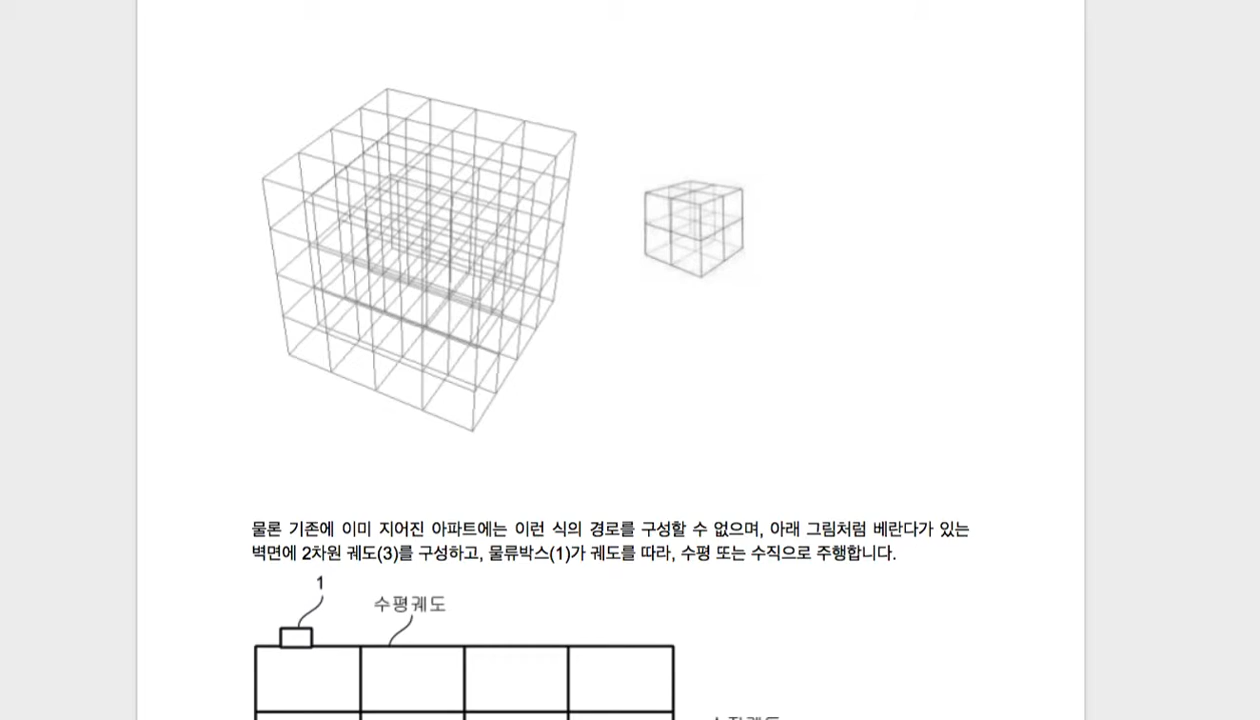 물론 기존에 이미 지어진 아파트에는 이런 식의 경로를 구성할 수 없으며, 아래 그림처럼 베란다가 있는
벽면에 2차원 궤도(3)를 구성하고, 물류박스(1)가 궤도를 따라, 수평 또는 수직으로 주행합니다.
1
수평궤도